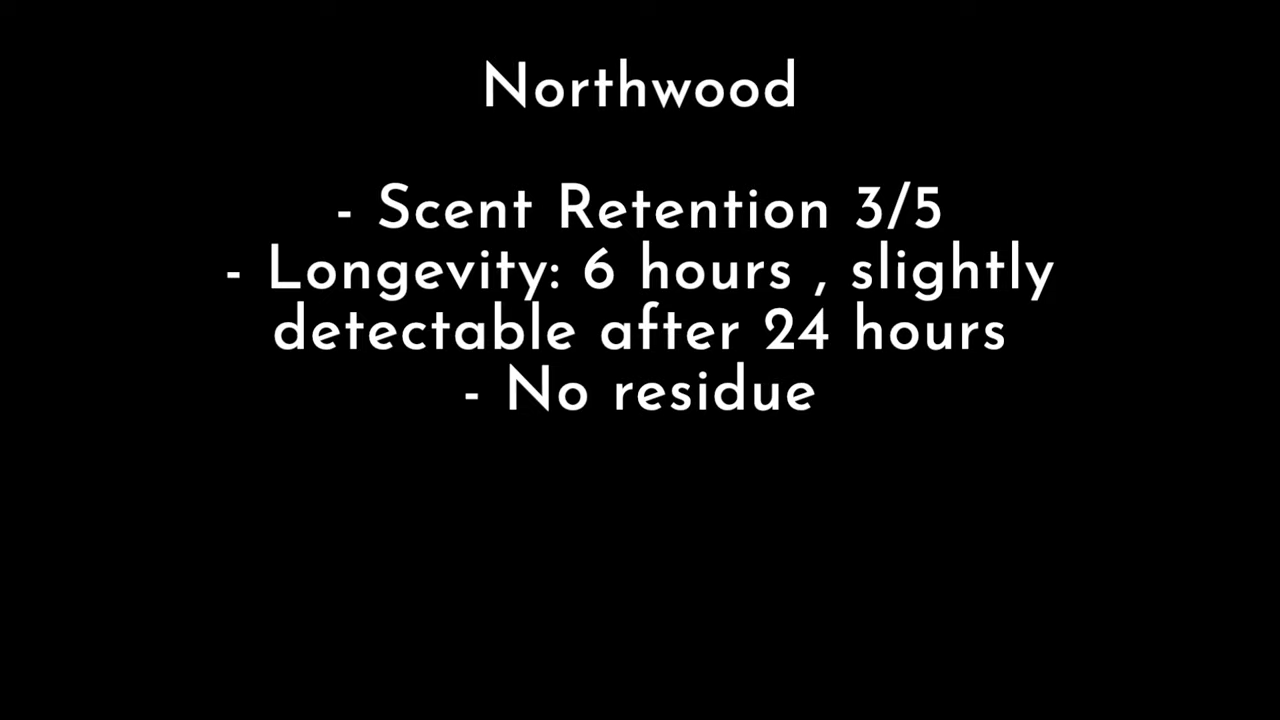 Northwood
- Scent Retention 3/5
- Longevity: 6 hours , slightly
detectable after 24 hours
- No residue